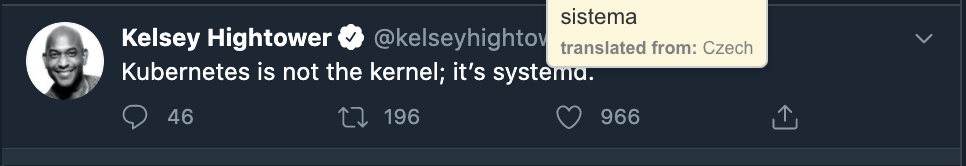 sistema
translated from: Czech
Kelsey Hightower @kelseyhightow
Kubernetes is not the kernel; it's systemd.
46 196 966